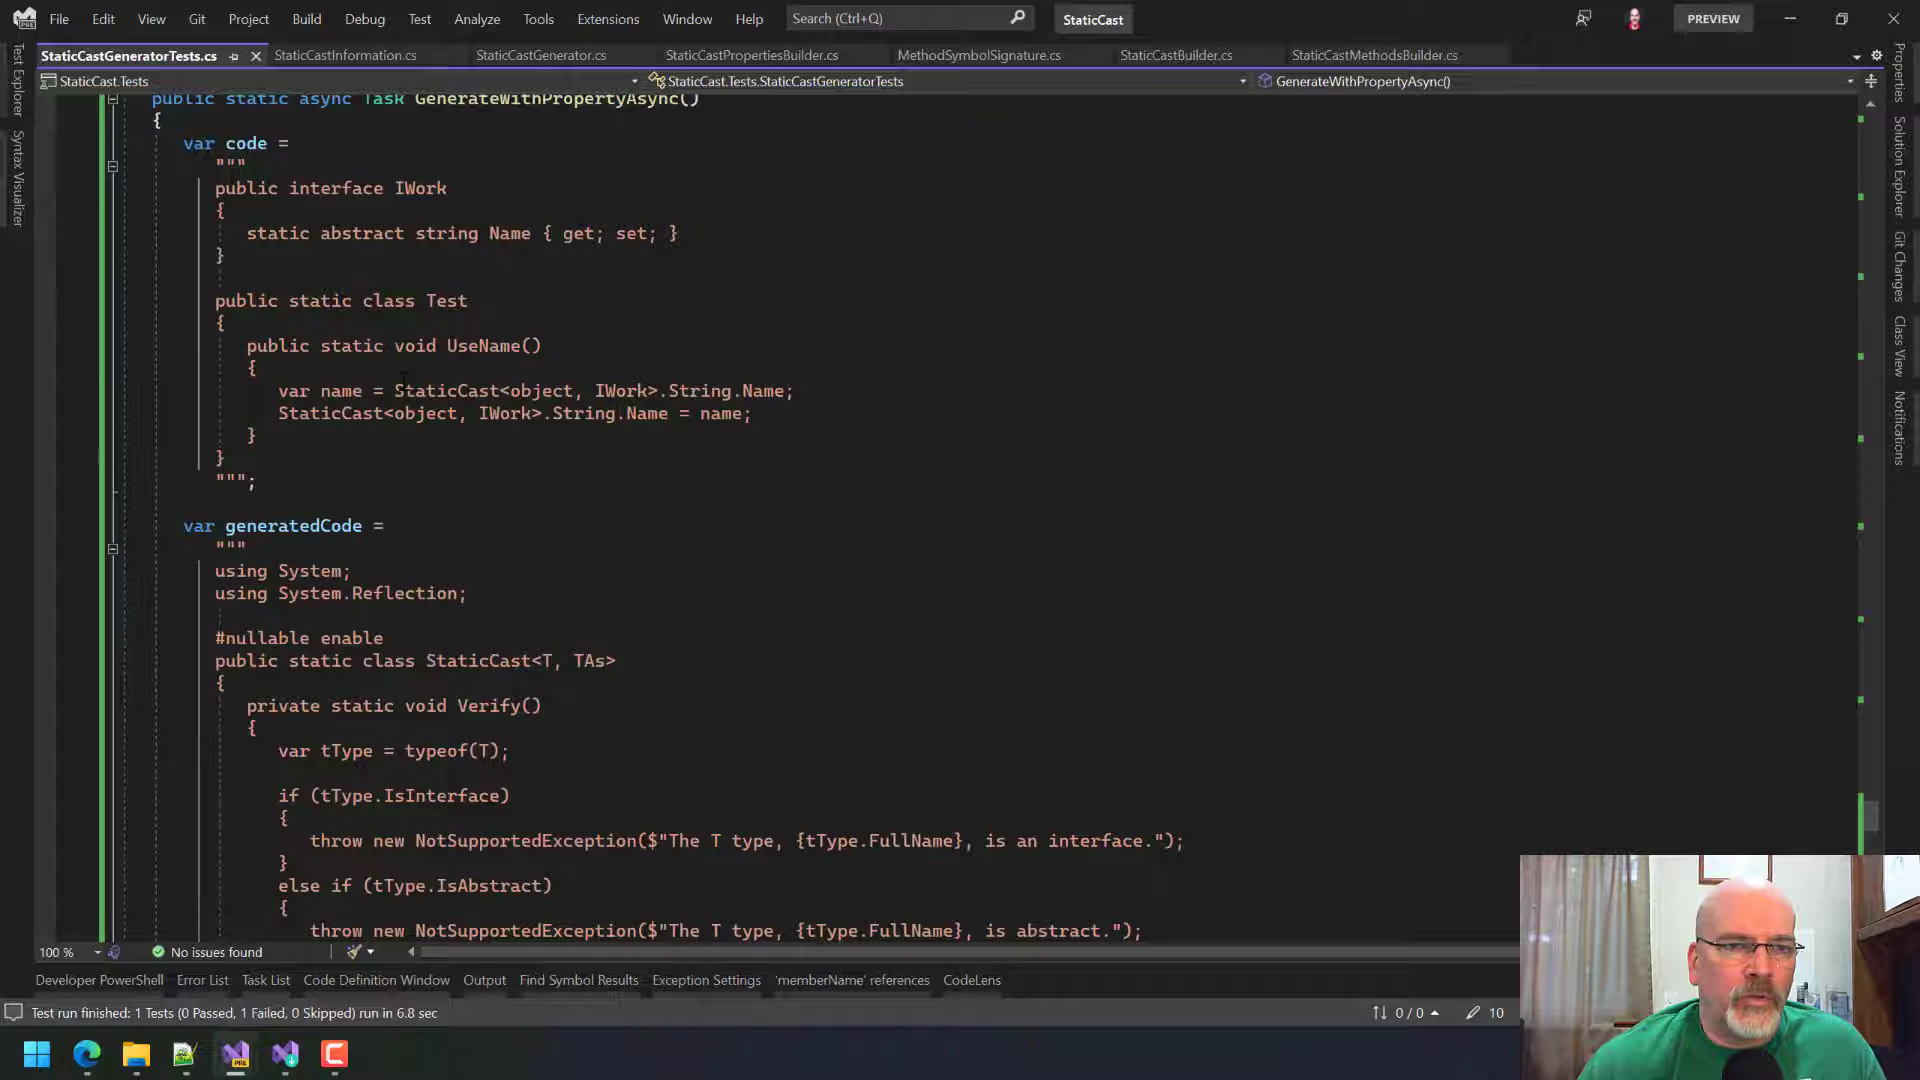 File Edit View Git Project Build Debug Test Analyze Tools Extensions Window Help Search (Ctrl+Q) StaticCast PREVIEW
StaticCastGeneratorTests.cs StaticCastInformation.cs StaticCastGenerator.cs StaticCastPropertiesBuilder.cs MethodSymbolSignature.cs StaticCastBuilder.cs StaticCastMethodsBuilder.cs
StaticCast.Tests StaticCast.Tests.StaticCastGeneratorTests GenerateWithPropertyAsync()
Test Explorer
Syntax Visualizer
public static async Task GenerateWithPropertyAsync()
{
var code =
"""
public interface IWork
{
static abstract string Name { get; set; }
}
public static class Test
{
public static void UseName()
{
var name = StaticCast<object, IWork>.String.Name;
StaticCast<object, IWork>.String.Name = name;
}
}
""";
var generatedCode =
"""
using System;
using System.Reflection;
#nullable enable
public static class StaticCast<T, TAs>
{
private static void Verify()
{
var tType = typeof(T);
if (tType.IsInterface)
{
throw new NotSupportedException($"The T type, {tType.FullName}, is an interface.");
}
else if (tType.IsAbstract)
{
throw new NotSupportedException($"The T type, {tType.FullName}, is abstract.");
Properties
Solution Explorer
Git Changes
Class View
Notifications
100 % No issues found
Developer PowerShell Error List Task List Code Definition Window Output Find Symbol Results Exception Settings 'memberName' references CodeLens
Test run finished: 1 Tests (0 Passed, 1 Failed, 0 Skipped) run in 6.8 sec 0 / 0 10